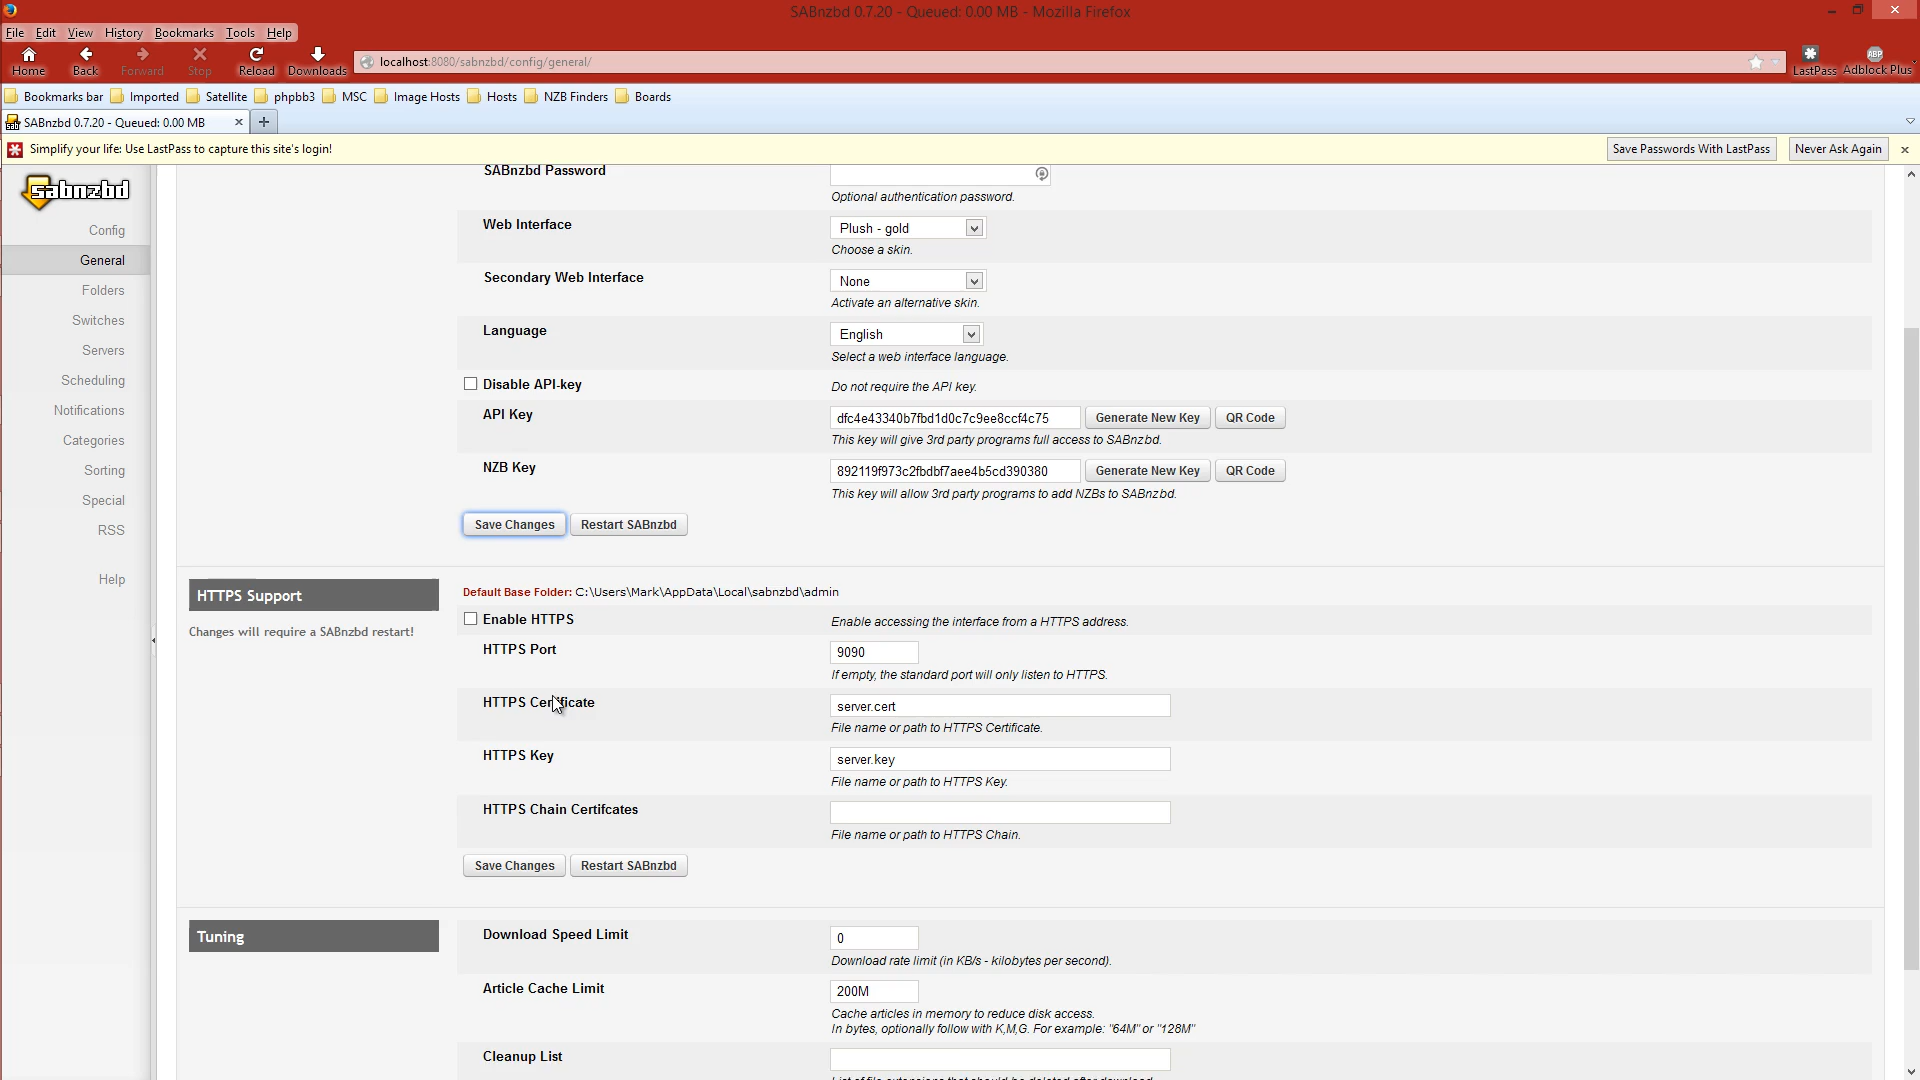 SABnzbd 0.7.20 - Queued: 0.00 MB - Mozilla Firefox
File Edit View History Bookmarks Tools Help
Home Back Forward Stop Reload Downloads localhost:8080/sabnzbd/config/general/ LastPass Adblock Plus
Bookmarks bar Imported Satellite phpbb3 MSC Image Hosts Hosts NZB Finders Boards
SABnzbd 0.7.20 - Queued: 0.00 MB
Simplify your life: Use LastPass to capture this site's login! Save Passwords With LastPass Never Ask Again
sabnzbd
Config
General
Folders
Switches
Servers
Scheduling
Notifications
Categories
Sorting
Special
RSS
Help
SABnzbd Password
Optional authentication password.
Web Interface Plush - gold
Choose a skin.
Secondary Web Interface None
Activate an alternative skin.
Language English
Select a web interface language.
Disable API-key Do not require the API key.
API Key dfc4e43340b7fbd1d0c7c9ee8ccf4c75 Generate New Key QR Code
This key will give 3rd party programs full access to SABnzbd.
NZB Key 892119f973c2fbdbf7aee4b5cd390380 Generate New Key QR Code
This key will allow 3rd party programs to add NZBs to SABnzbd.
Save Changes Restart SABnzbd
HTTPS Support
Changes will require a SABnzbd restart!
Default Base Folder: C:\Users\Mark\AppData\Local\sabnzbd\admin
Enable HTTPS Enable accessing the interface from a HTTPS address.
HTTPS Port 9090
If empty, the standard port will only listen to HTTPS.
HTTPS Certificate server.cert
File name or path to HTTPS Certificate.
HTTPS Key server.key
File name or path to HTTPS Key.
HTTPS Chain Certifcates
File name or path to HTTPS Chain.
Save Changes Restart SABnzbd
Tuning
Download Speed Limit 0
Download rate limit (in KB/s - kilobytes per second).
Article Cache Limit 200M
Cache articles in memory to reduce disk access.
In bytes, optionally follow with K,M,G. For example: "64M" or "128M"
Cleanup List